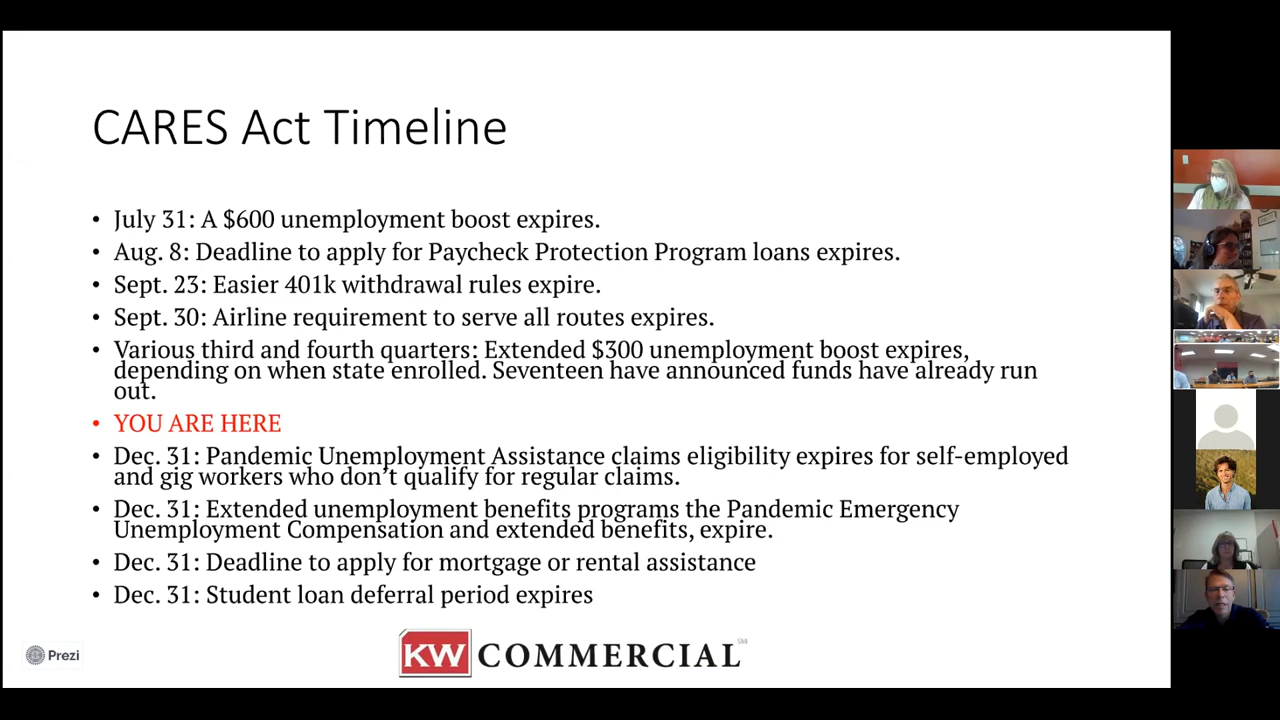 CARES Act Timeline
• July 31: A $600 unemployment boost expires.
• Aug. 8: Deadline to apply for Paycheck Protection Program loans expires.
• Sept. 23: Easier 401k withdrawal rules expire.
• Sept. 30: Airline requirement to serve all routes expires.
• Various third and fourth quarters: Extended $300 unemployment boost expires,
depending on when state enrolled. Seventeen have announced funds have already run
out.
• YOU ARE HERE
• Dec. 31: Pandemic Unemployment Assistance claims eligibility expires for self-employed
and gig workers who don’t qualify for regular claims.
• Dec. 31: Extended unemployment benefits programs the Pandemic Emergency
Unemployment Compensation and extended benefits, expire.
• Dec. 31: Deadline to apply for mortgage or rental assistance
• Dec. 31: Student loan deferral period expires
Prezi
KW COMMERCIAL℠